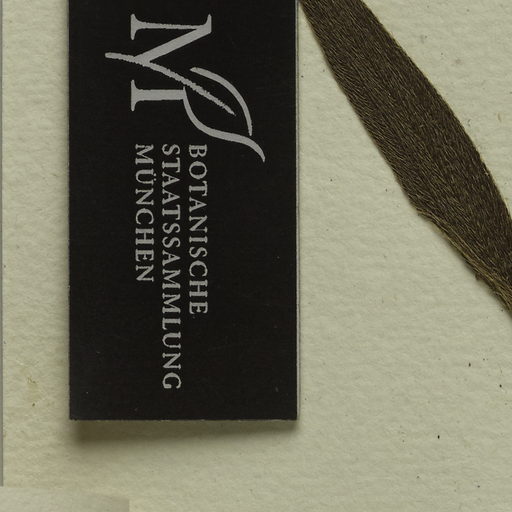 M
BOTANISCHE
STAATSSAMMLUNG
MÜNCHEN